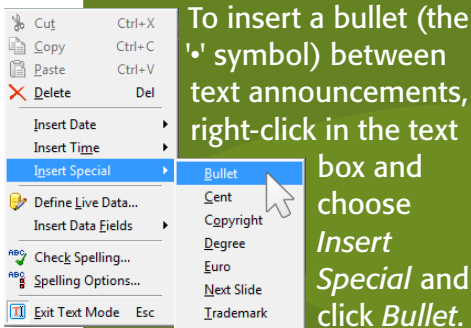 Cut Ctrl+X
Copy Ctrl+C
Paste Ctrl+V
Delete Del
Insert Date
Insert Time
Insert Special
Define Live Data...
Insert Data Fields
Check Spelling...
Spelling Options...
Exit Text Mode Esc
Bullet
Cent
Copyright
Degree
Euro
Next Slide
Trademark
To insert a bullet (the
'•' symbol) between
text announcements,
right-click in the text
box and
choose
Insert
Special and
click Bullet.